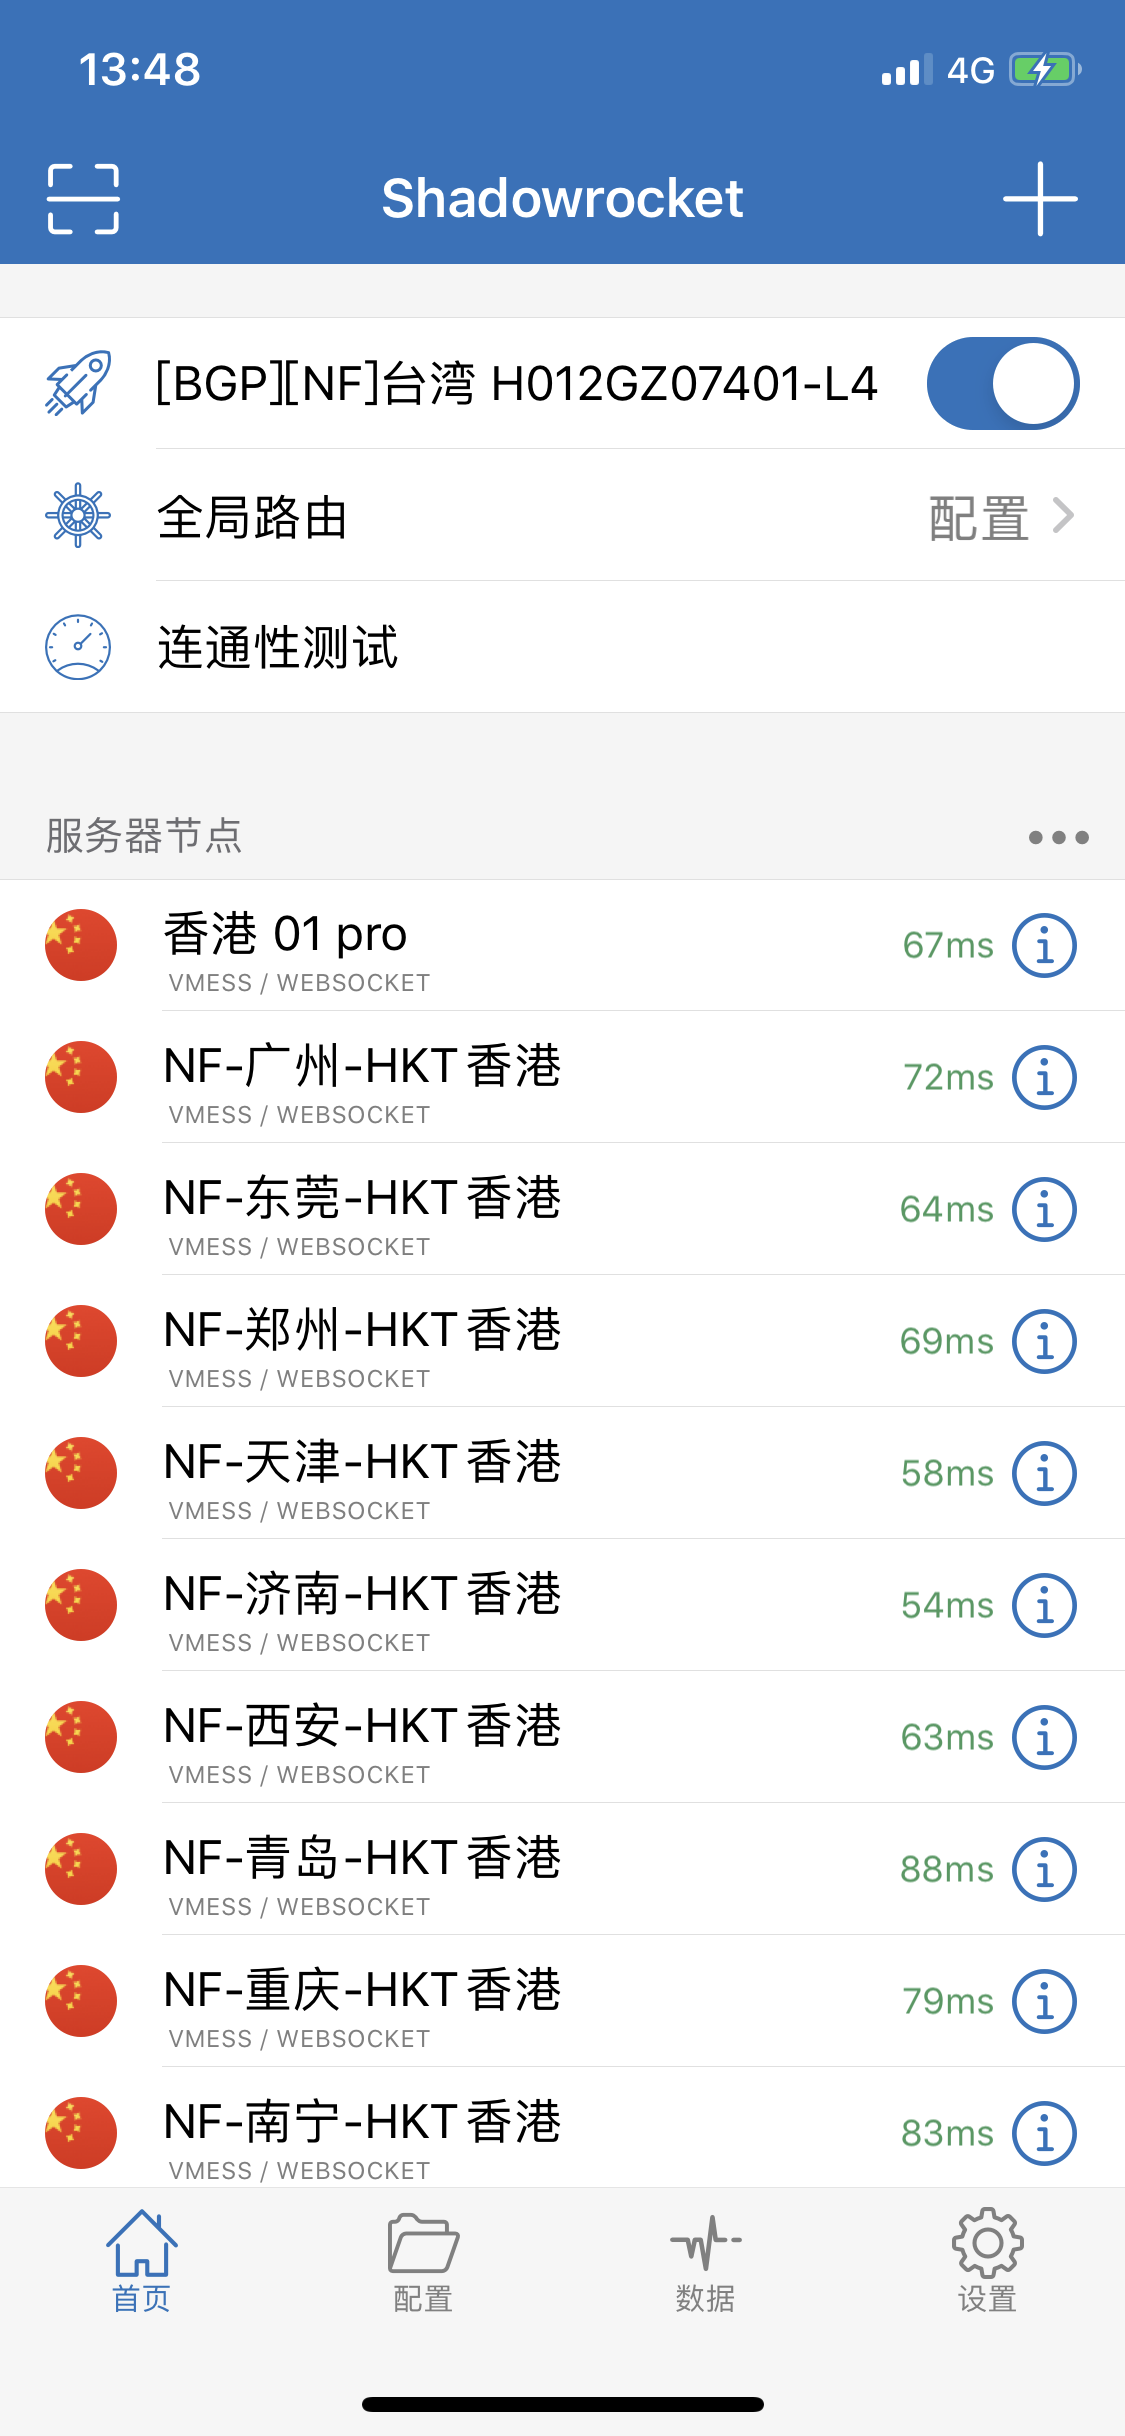 13:48
4G
Shadowrocket
[BGP][NF]台湾 H012GZ07401-L4
全局路由
配置
连通性测试
服务器节点
香港 01 pro
67ms
VMESS / WEBSOCKET
NF-广州-HKT香港
72ms
VMESS / WEBSOCKET
NF-东莞-HKT香港
64ms
VMESS / WEBSOCKET
NF-郑州-HKT香港
69ms
VMESS / WEBSOCKET
NF-天津-HKT香港
58ms
VMESS / WEBSOCKET
NF-济南-HKT香港
54ms
VMESS / WEBSOCKET
NF-西安-HKT香港
63ms
VMESS / WEBSOCKET
NF-青岛-HKT香港
88ms
VMESS / WEBSOCKET
NF-重庆-HKT香港
79ms
VMESS / WEBSOCKET
NF-南宁-HKT香港
83ms
VMESS / WEBSOCKET
首页
配置
数据
设置